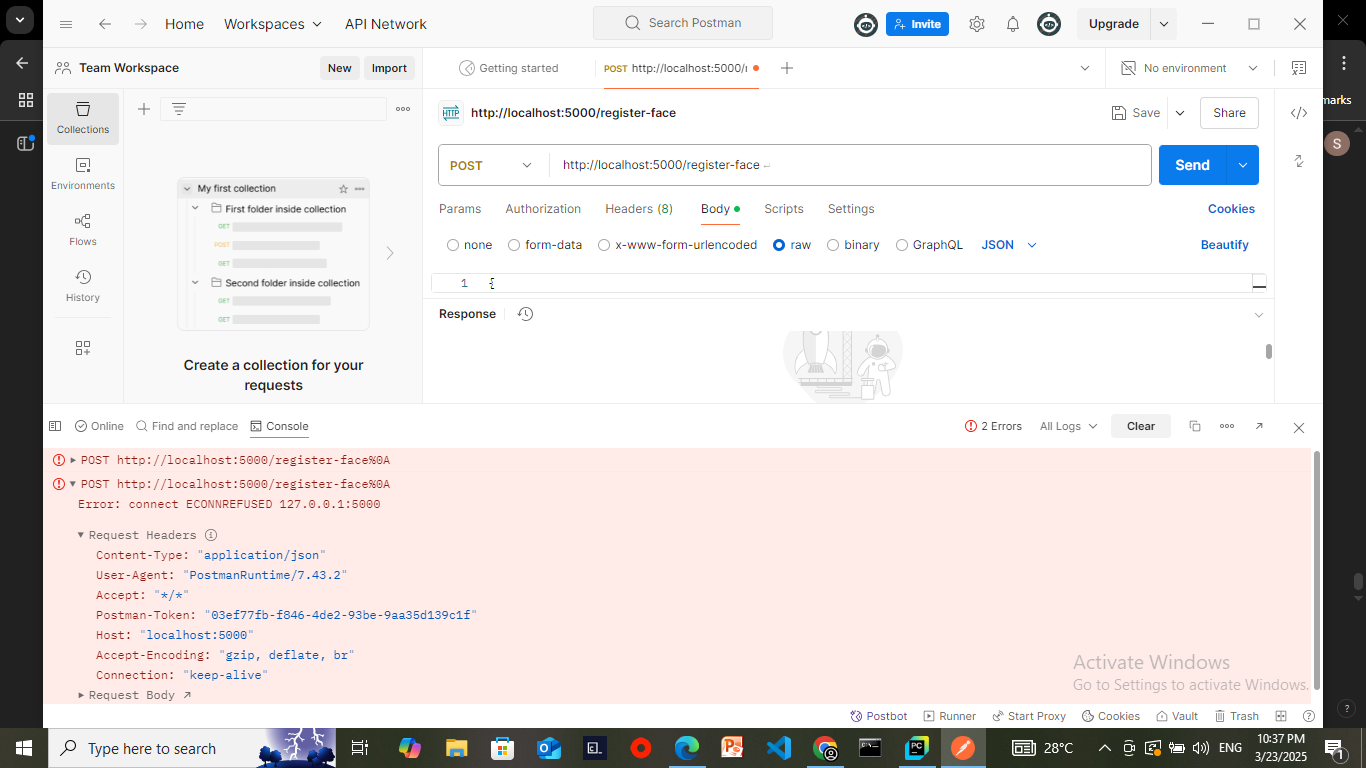 Home
Workspaces
API Network
Search Postman
Invite
Upgrade
Team Workspace
New
Import
Getting started
POST http://localhost:5000/r
No environment
marks
Collections
Environments
Flows
History
My first collection
First folder inside collection
GET
POST
GET
Second folder inside collection
GET
GET
Create a collection for your
requests
HTTP http://localhost:5000/register-face
Save
Share
S
POST
http://localhost:5000/register-face
Send
Params
Authorization
Headers (8)
Body
Scripts
Settings
Cookies
none
form-data
x-www-form-urlencoded
raw
binary
GraphQL
JSON
Beautify
1 {
Response
Online
Find and replace
Console
2 Errors
All Logs
Clear
POST http://localhost:5000/register-face%0A
POST http://localhost:5000/register-face%0A
Error: connect ECONNREFUSED 127.0.0.1:5000
Request Headers
Content-Type: "application/json"
User-Agent: "PostmanRuntime/7.43.2"
Accept: "*/*"
Postman-Token: "03ef77fb-f846-4de2-93be-9aa35d139c1f"
Host: "localhost:5000"
Accept-Encoding: "gzip, deflate, br"
Connection: "keep-alive"
Request Body
Activate Windows
Go to Settings to activate Windows.
Postbot
Runner
Start Proxy
Cookies
Vault
Trash
Type here to search
28°C
ENG
10:37 PM
3/23/2025
1